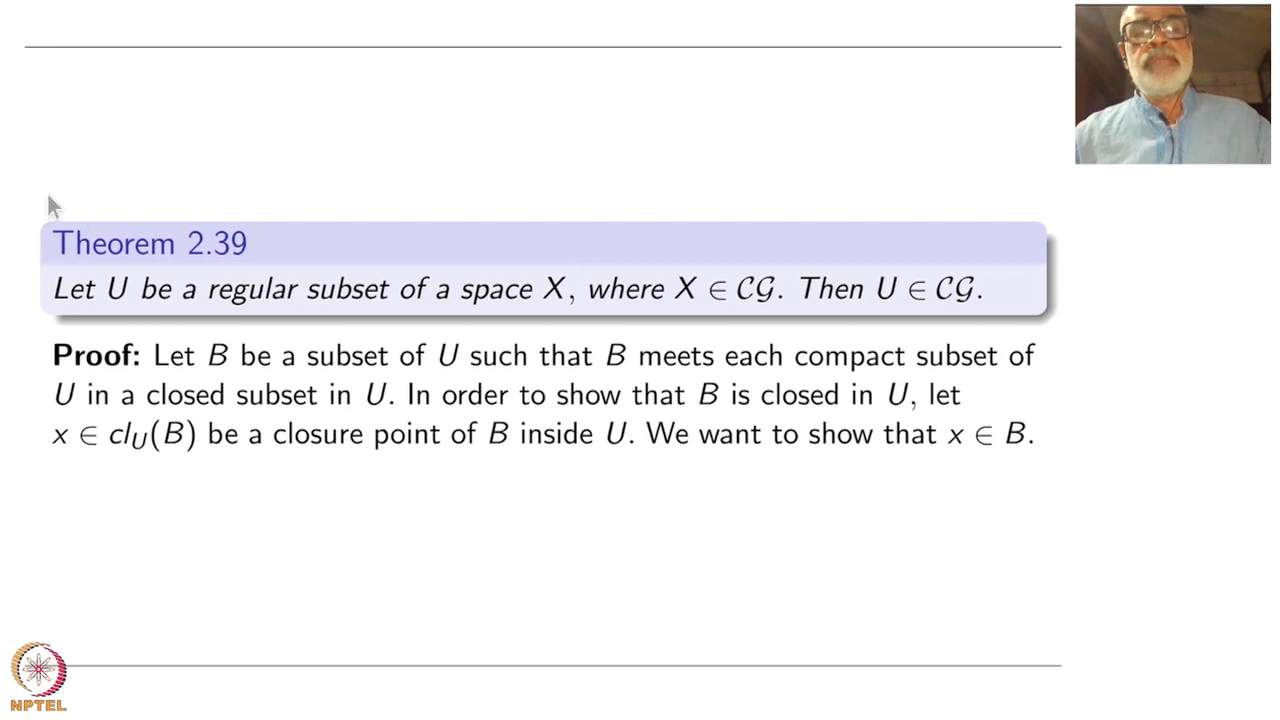 Theorem 2.39
Let U be a regular subset of a space X, where X ∈ 𝒞𝒢. Then U ∈ 𝒞𝒢.
Proof: Let B be a subset of U such that B meets each compact subset of
U in a closed subset in U. In order to show that B is closed in U, let
x ∈ cl_U(B) be a closure point of B inside U. We want to show that x ∈ B.
NPTEL